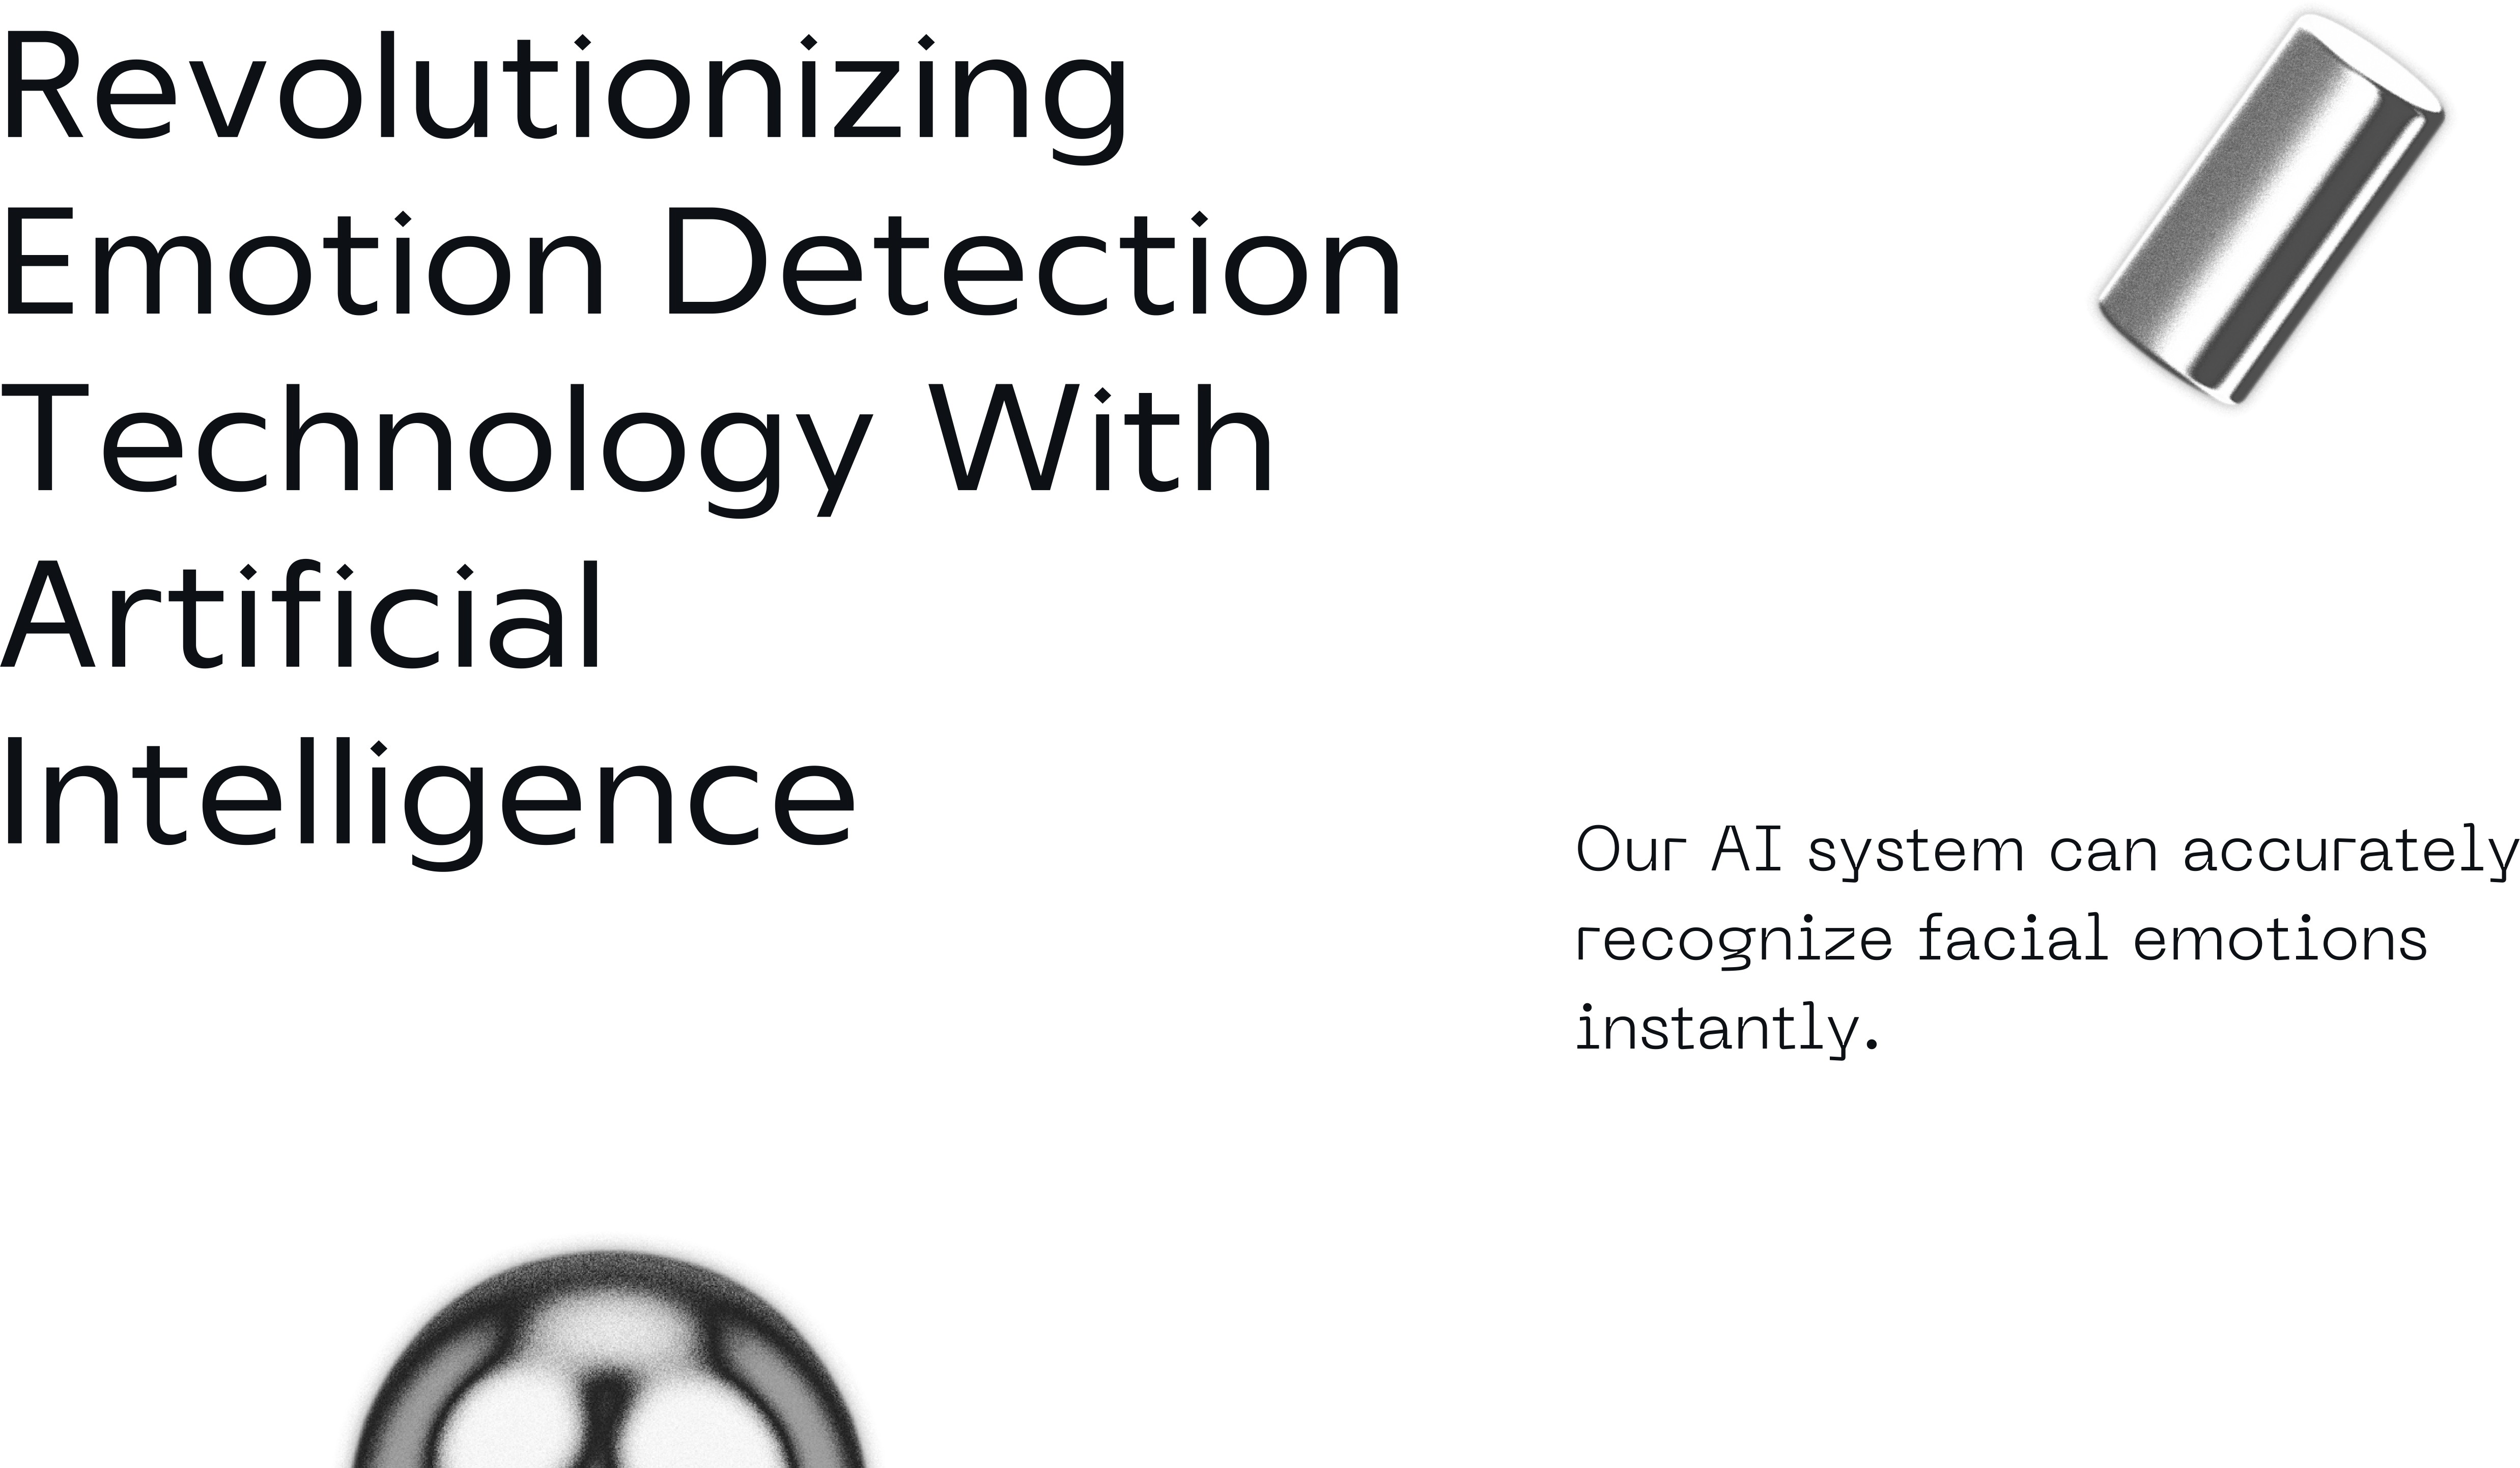 Revolutionizing
Emotion Detection
Technology With
Artificial
Intelligence
Our AI system can accurately
recognize facial emotions
instantly.